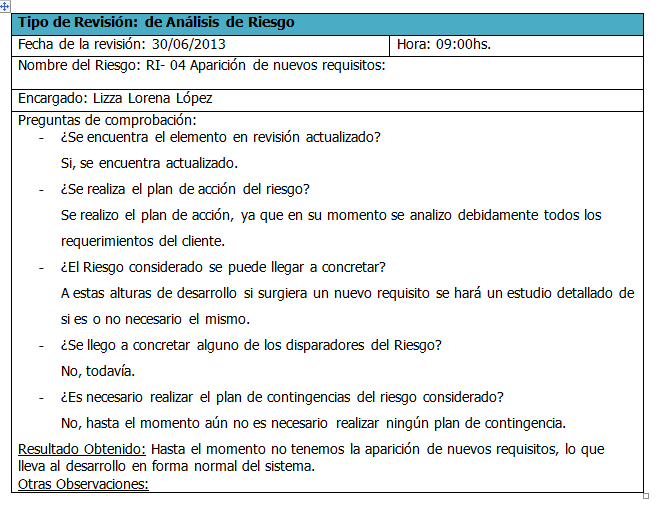 Tipo de Revisión: de Análisis de Riesgo
Fecha de la revisión: 30/06/2013 Hora: 09:00hs.
Nombre del Riesgo: RI- 04 Aparición de nuevos requisitos:
Encargado: Lizza Lorena López
Preguntas de comprobación:
- ¿Se encuentra el elemento en revisión actualizado?
Si, se encuentra actualizado.
- ¿Se realiza el plan de acción del riesgo?
Se realizo el plan de acción, ya que en su momento se analizo debidamente todos los
requerimientos del cliente.
- ¿El Riesgo considerado se puede llegar a concretar?
A estas alturas de desarrollo si surgiera un nuevo requisito se hará un estudio detallado de
si es o no necesario el mismo.
- ¿Se llego a concretar alguno de los disparadores del Riesgo?
No, todavía.
- ¿Es necesario realizar el plan de contingencias del riesgo considerado?
No, hasta el momento aún no es necesario realizar ningún plan de contingencia.
Resultado Obtenido: Hasta el momento no tenemos la aparición de nuevos requisitos, lo que
lleva al desarrollo en forma normal del sistema.
Otras Observaciones: